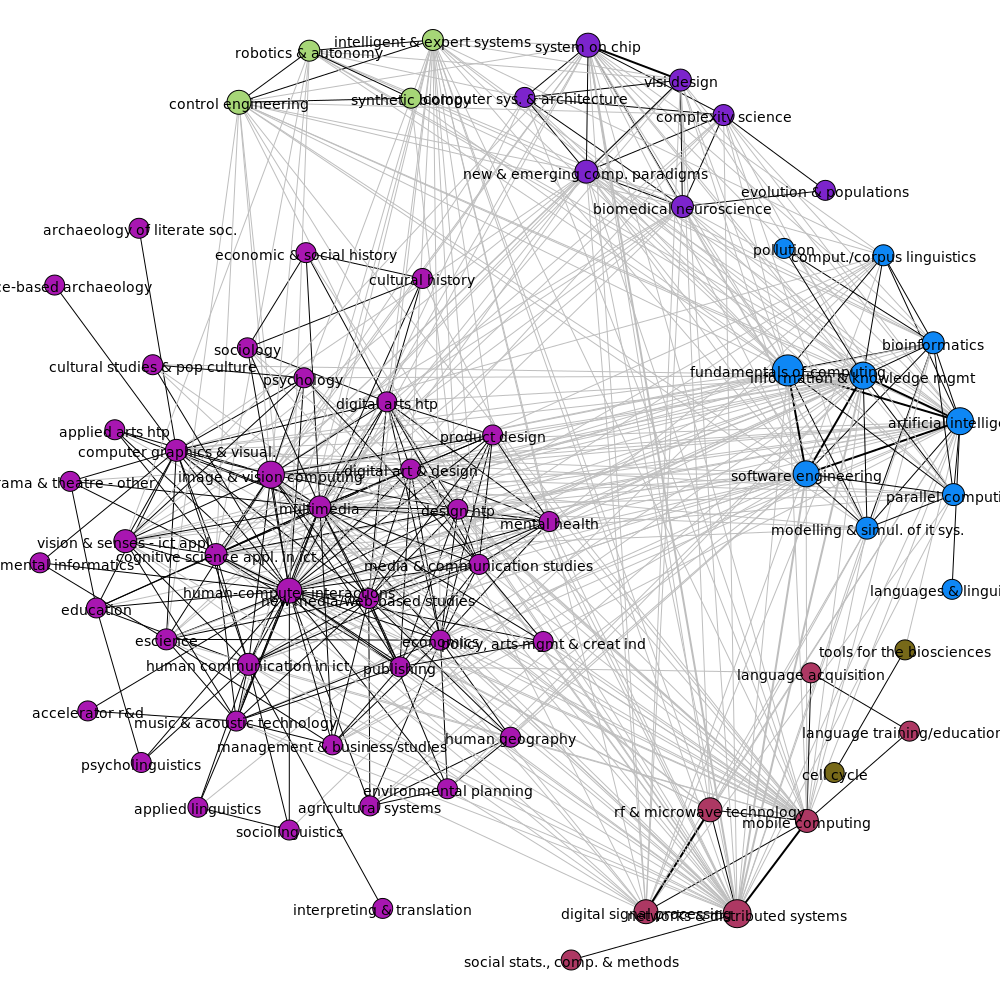 intelligent & expert systems
robotics & autonomy
system on chip
vlsi design
control engineering
synthetic biology
computer sys. & architecture
complexity science
new & emerging comp. paradigms
evolution & populations
biomedical neuroscience
archaeology of literate soc.
economic & social history
pollution
comput./corpus linguistics
cultural history
ce-based archaeology
sociology
bioinformatics
cultural studies & pop culture
psychology
fundamentals of computing
information & knowledge mgmt
digital arts htp
artificial intellige
applied arts htp
product design
computer graphics & visual.
image & vision computing
digital art & design
software engineering
rama & theatre - other
parallel computi
multimedia
design htp
mental health
modelling & simul. of it sys.
vision & senses - ict appl.
cognitive science appl. in ict
mental informatics
media & communication studies
languages & lingui
human-computer interactions
new media/web-based studies
education
escience
economics
policy, arts mgmt & creat ind
tools for the biosciences
human communication in ict
publishing
language acquisition
accelerator r&d
music & acoustic technology
language training/education
management & business studies
human geography
psycholinguistics
cell cycle
environmental planning
applied linguistics
agricultural systems
rf & microwave technology
mobile computing
sociolinguistics
interpreting & translation
digital signal processing
networks & distributed systems
social stats., comp. & methods